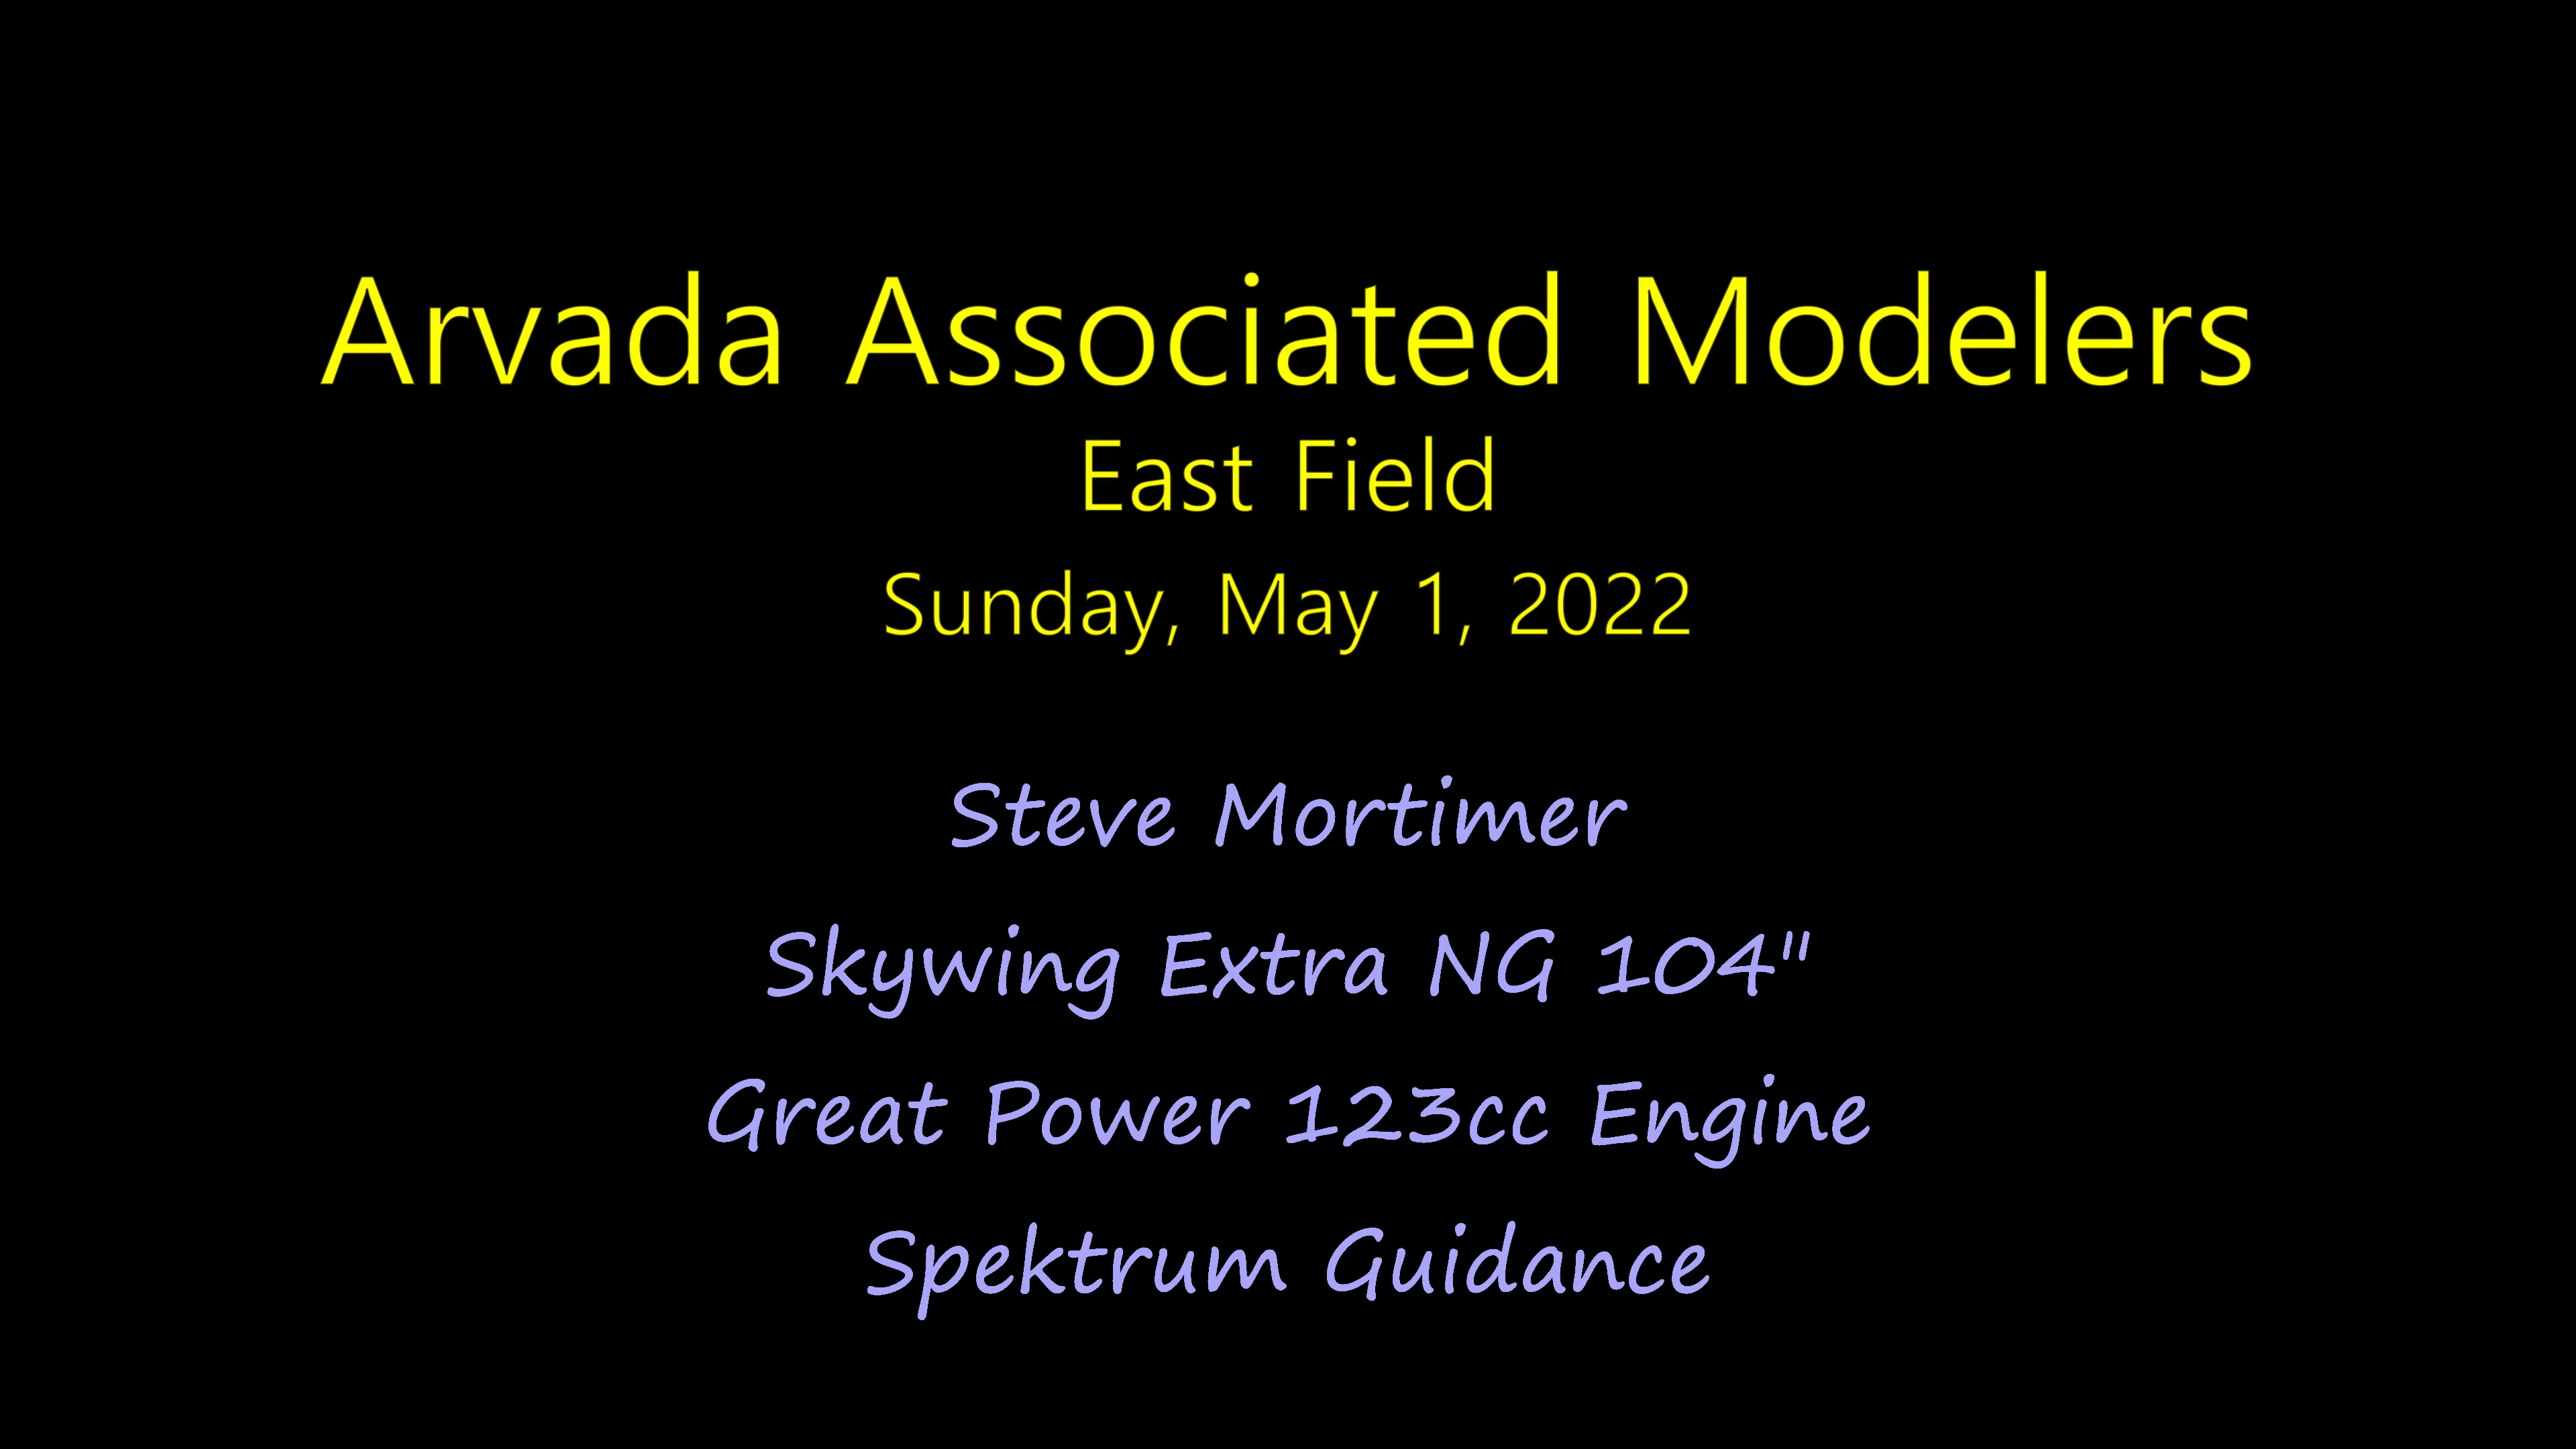 Arvada Associated Modelers
East Field
Sunday, May 1, 2022
Steve Mortimer
Skywing Extra NG 104"
Great Power 123cc Engine
Spektrum Guidance